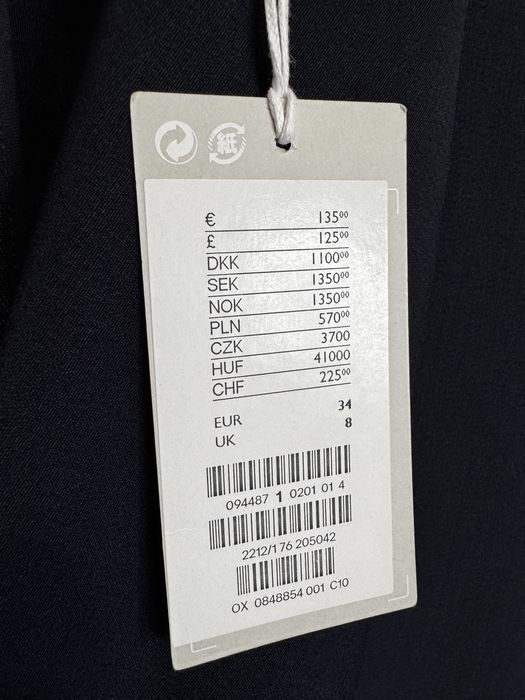 紙
€ 135⁰⁰
£ 125⁰⁰
DKK 1100⁰⁰
SEK 1350⁰⁰
NOK 1350⁰⁰
PLN 570⁰⁰
CZK 3700
HUF 41000
CHF 225⁰⁰
EUR 34
UK 8
094487 1 0201 01 4
2212/1 76 205042
OX 0848854 001 C10